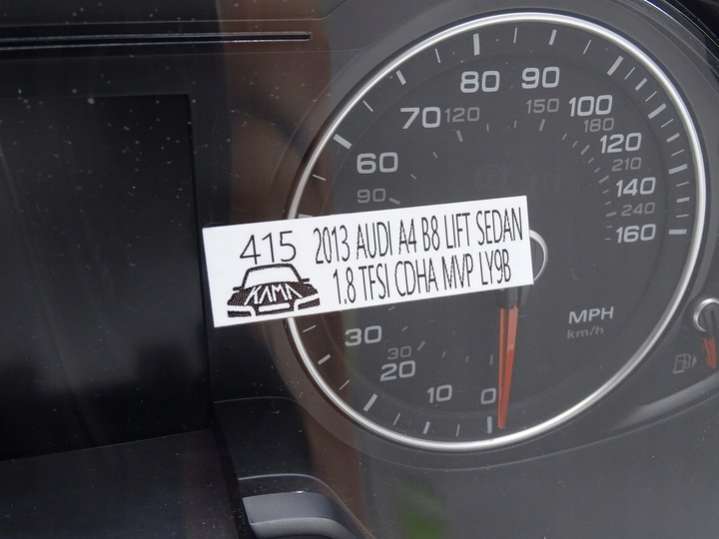 80 90
70 120 150 100
180
60 120
210
90 140
240
160
415 2013 AUDI A4 B8 LIFT SEDAN
KAMA 1.8 TFSI CDHA MVP LY9B
30 MPH
km/h
30
20
10 0